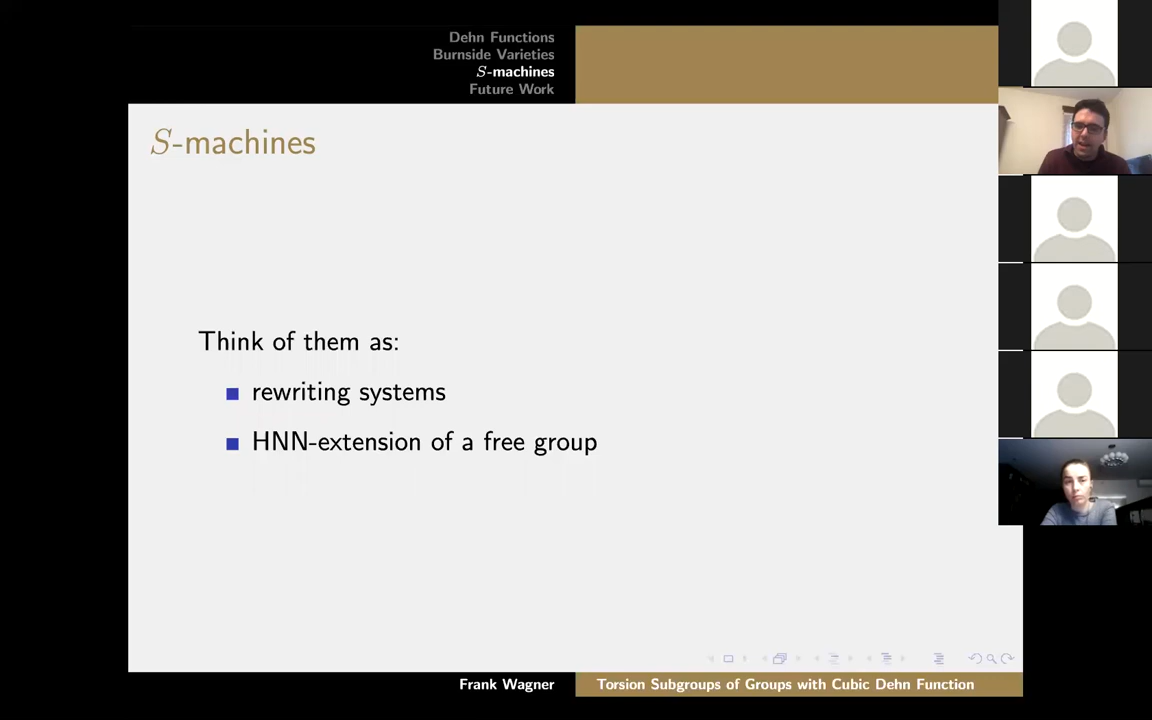 Dehn Functions
Burnside Varieties
S-machines
Future Work
S-machines
Think of them as:
rewriting systems
HNN-extension of a free group
Frank Wagner
Torsion Subgroups of Groups with Cubic Dehn Function